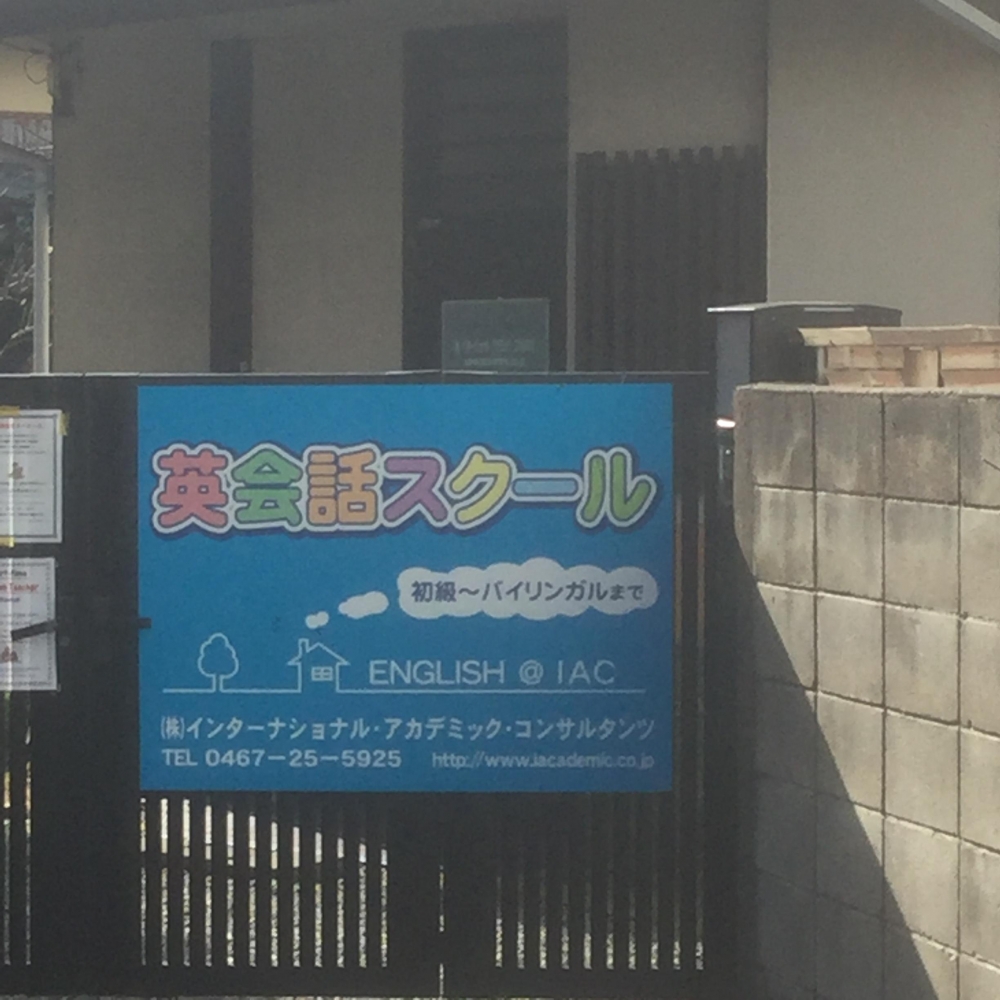 英会話スクール
初級～バイリンガルまで
ENGLISH @ IAC
㈱インターナショナル・アカデミック・コンサルタンツ
TEL 0467-25-5925 http://www.iacademic.co.jp